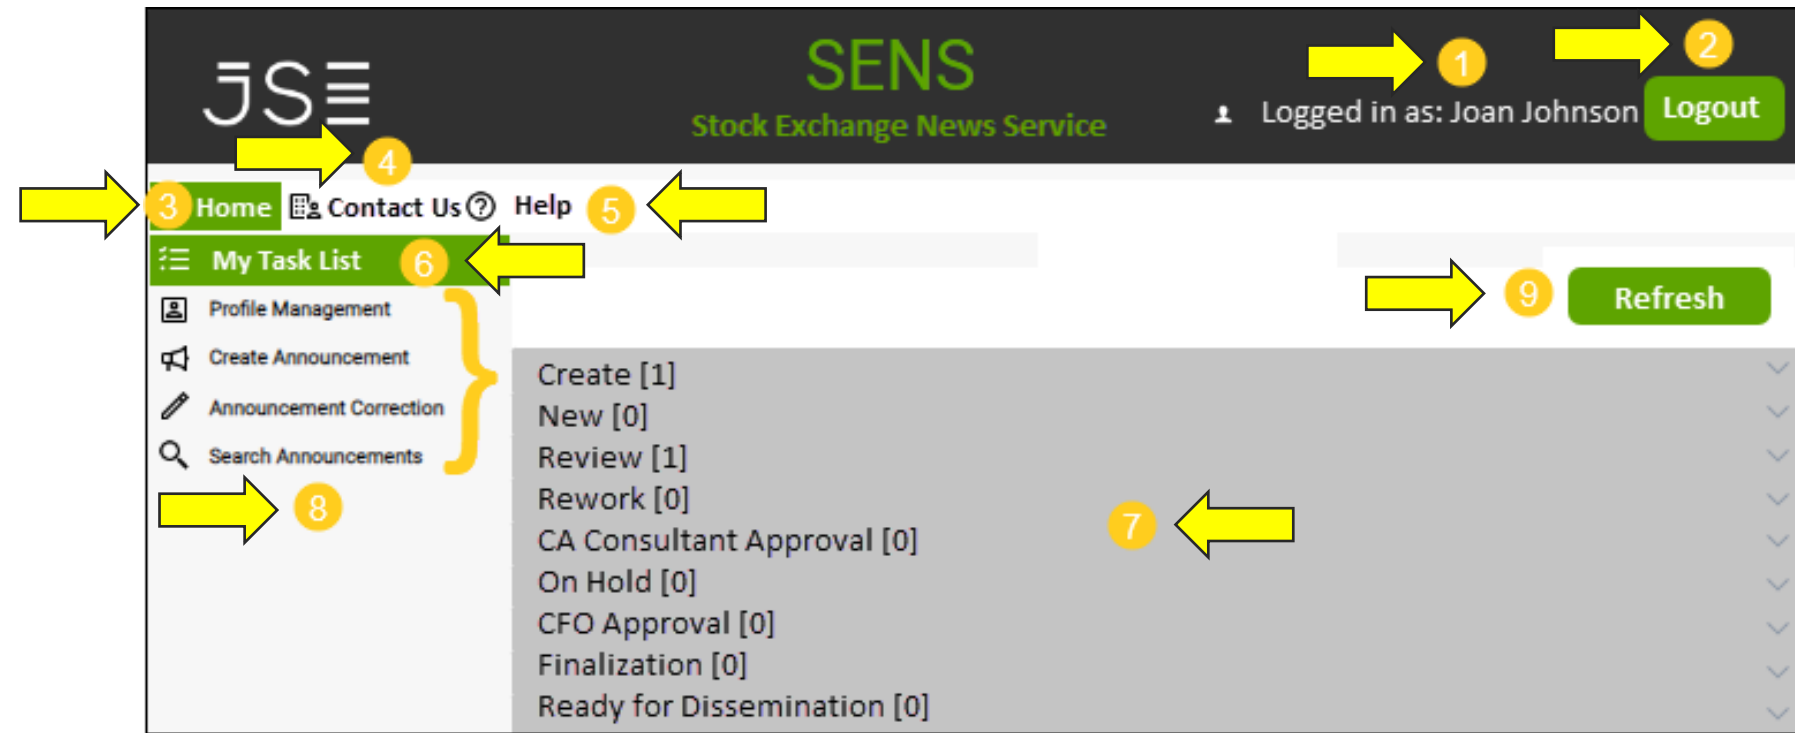 JSE
SENS
Stock Exchange News Service
1
2
Logged in as: Joan Johnson
Logout
4
3 Home
Contact Us
? Help
5
My Task List
6
Profile Management
Create Announcement
Announcement Correction
Search Announcements
8
9
Refresh
Create [1]
New [0]
Review [1]
Rework [0]
CA Consultant Approval [0]
7
On Hold [0]
CFO Approval [0]
Finalization [0]
Ready for Dissemination [0]